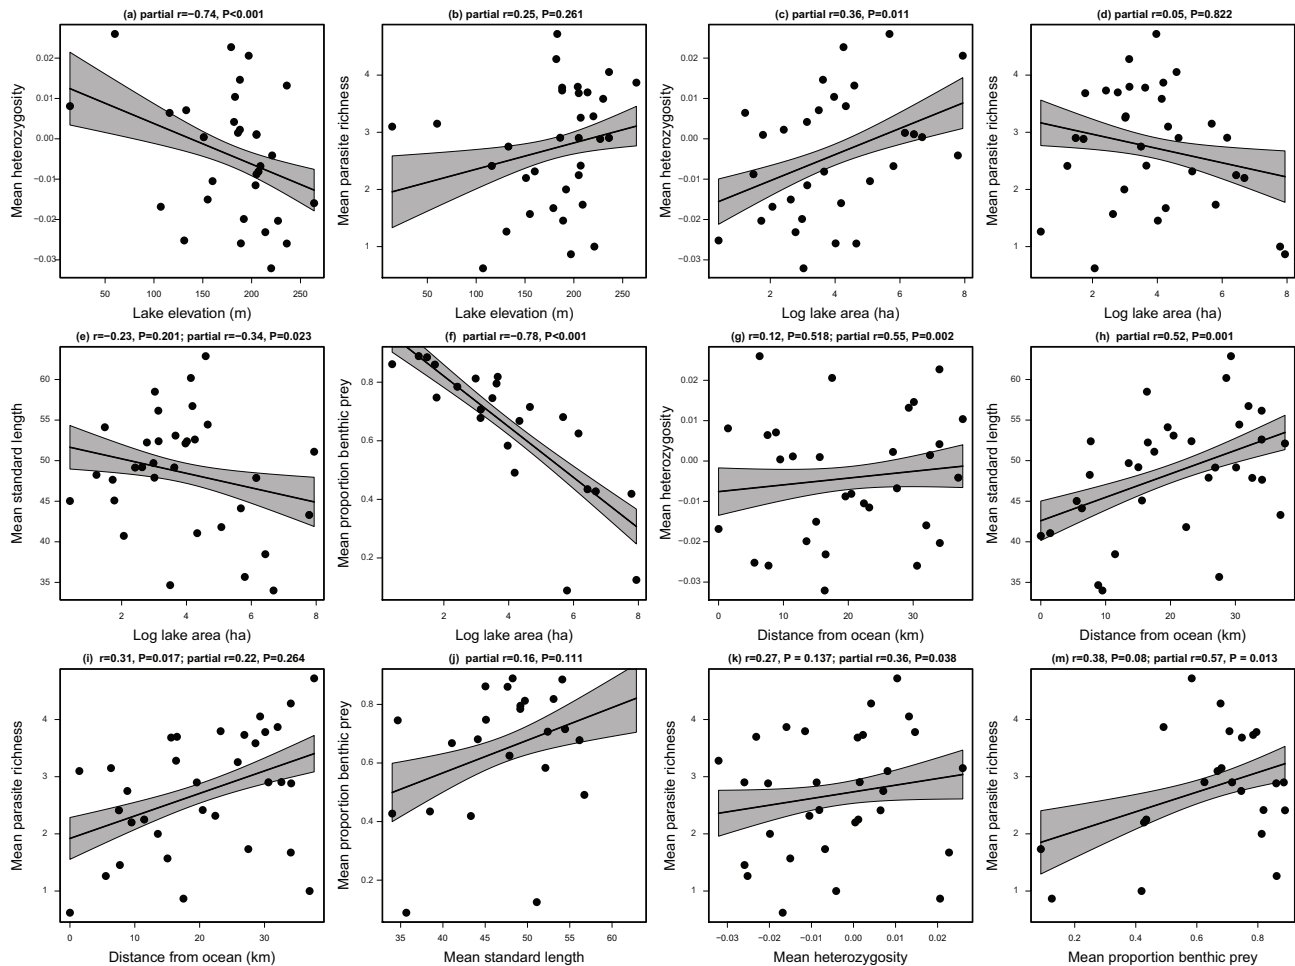 (a) partial r=−0.74, P<0.001
Mean heterozygosity
0.02
0.01
0.00
−0.01
−0.02
−0.03
50 100 150 200 250
Lake elevation (m)
(b) partial r=0.25, P=0.261
Mean parasite richness
4
3
2
1
50 100 150 200 250
Lake elevation (m)
(c) partial r=0.36, P=0.011
Mean heterozygosity
0.02
0.01
0.00
−0.01
−0.02
−0.03
2 4 6 8
Log lake area (ha)
(d) partial r=0.05, P=0.822
Mean parasite richness
4
3
2
1
2 4 6 8
Log lake area (ha)
(e) r=−0.23, P=0.201; partial r=−0.34, P=0.023
Mean standard length
60
55
50
45
40
35
2 4 6 8
Log lake area (ha)
(f) partial r=−0.78, P<0.001
Mean proportion benthic prey
0.8
0.6
0.4
0.2
2 4 6 8
Log lake area (ha)
(g) r=0.12, P=0.518; partial r=0.55, P=0.002
Mean heterozygosity
0.02
0.01
0.00
−0.01
−0.02
−0.03
0 10 20 30
Distance from ocean (km)
(h) partial r=0.52, P=0.001
Mean standard length
60
55
50
45
40
35
0 10 20 30
Distance from ocean (km)
(i) r=0.31, P=0.017; partial r=0.22, P=0.264
Mean parasite richness
4
3
2
1
0 10 20 30
Distance from ocean (km)
(j) partial r=0.16, P=0.111
Mean proportion benthic prey
0.8
0.6
0.4
0.2
35 40 45 50 55 60
Mean standard length
(k) r=0.27, P = 0.137; partial r=0.36, P=0.038
Mean parasite richness
4
3
2
1
−0.03 −0.02 −0.01 0.00 0.01 0.02
Mean heterozygosity
(m) r=0.38, P=0.08; partial r=0.57, P = 0.013
Mean parasite richness
4
3
2
1
0.2 0.4 0.6 0.8
Mean proportion benthic prey